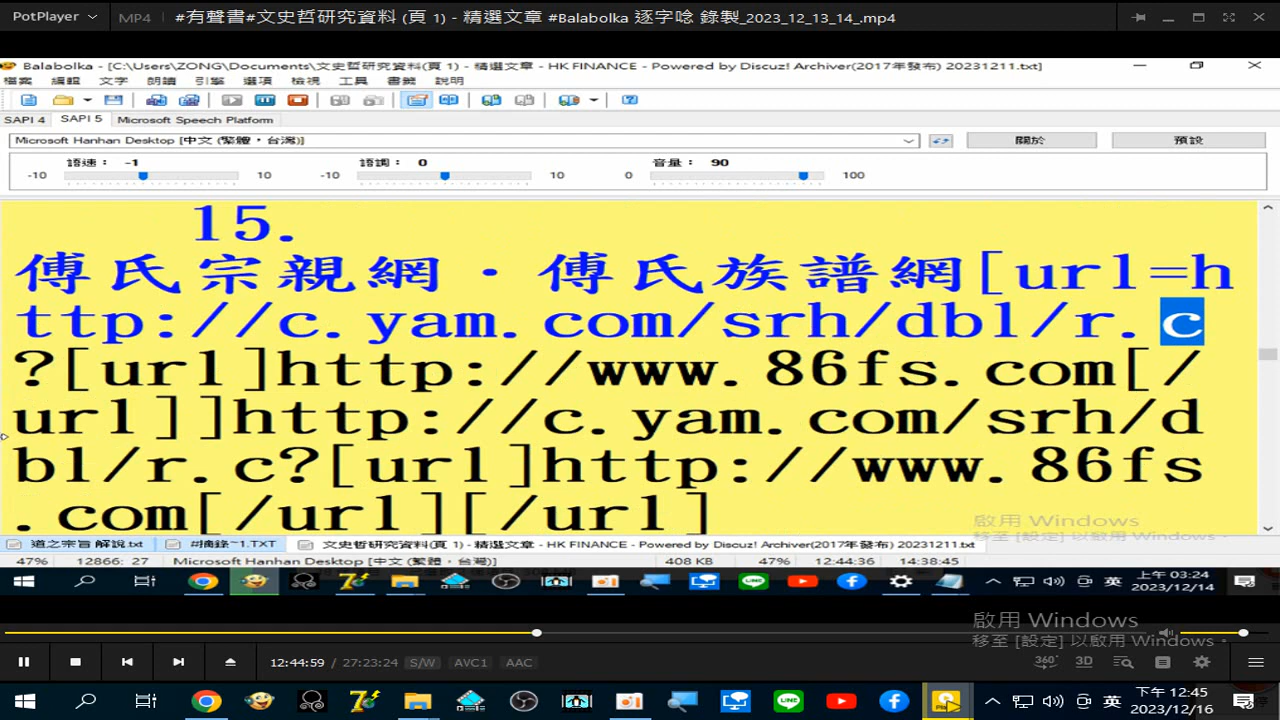 PotPlayer MP4 #有聲書#文史哲研究資料 (頁 1) - 精選文章 #Balabolka 逐字唸 錄製_2023_12_13_14_.mp4
Balabolka - [C:\Users\ZONG\Documents\文史哲研究資料(頁 1) - 精選文章 - HK FINANCE - Powered by Discuz! Archiver(2017年發布) 20231211.txt]
檔案 編輯 文字 朗讀 引擎 選項 檢視 工具 書籤 說明
SAPI 4 SAPI 5 Microsoft Speech Platform
Microsoft Hanhan Desktop [中文 (繁體，台灣)] 關於 預設
語速： -1 語調： 0 音量： 90
-10 10 -10 10 0 100
15.
傅氏宗親網．傅氏族譜網[url=h
ttp://c.yam.com/srh/dbl/r.c
?[url]http://www.86fs.com[/
url]]http://c.yam.com/srh/d
bl/r.c?[url]http://www.86fs
.com[/url][/url]
啟用 Windows
移至 [設定] 以啟用 Windows。
道之宗旨 解說.txt #摘錄~1.TXT 文史哲研究資料(頁 1) - 精選文章 - HK FINANCE - Powered by Discuz! Archiver(2017年發布) 20231211.txt
47% 12866: 27 Microsoft Hanhan Desktop [中文 (繁體，台灣)] 408 KB 47% 12:44:36 14:38:45
英 上午 03:24
2023/12/14
啟用 Windows
移至 [設定] 以啟用 Windows。
12:44:59 / 27:23:24 S/W AVC1 AAC 360° 3D
英 下午 12:45
2023/12/16